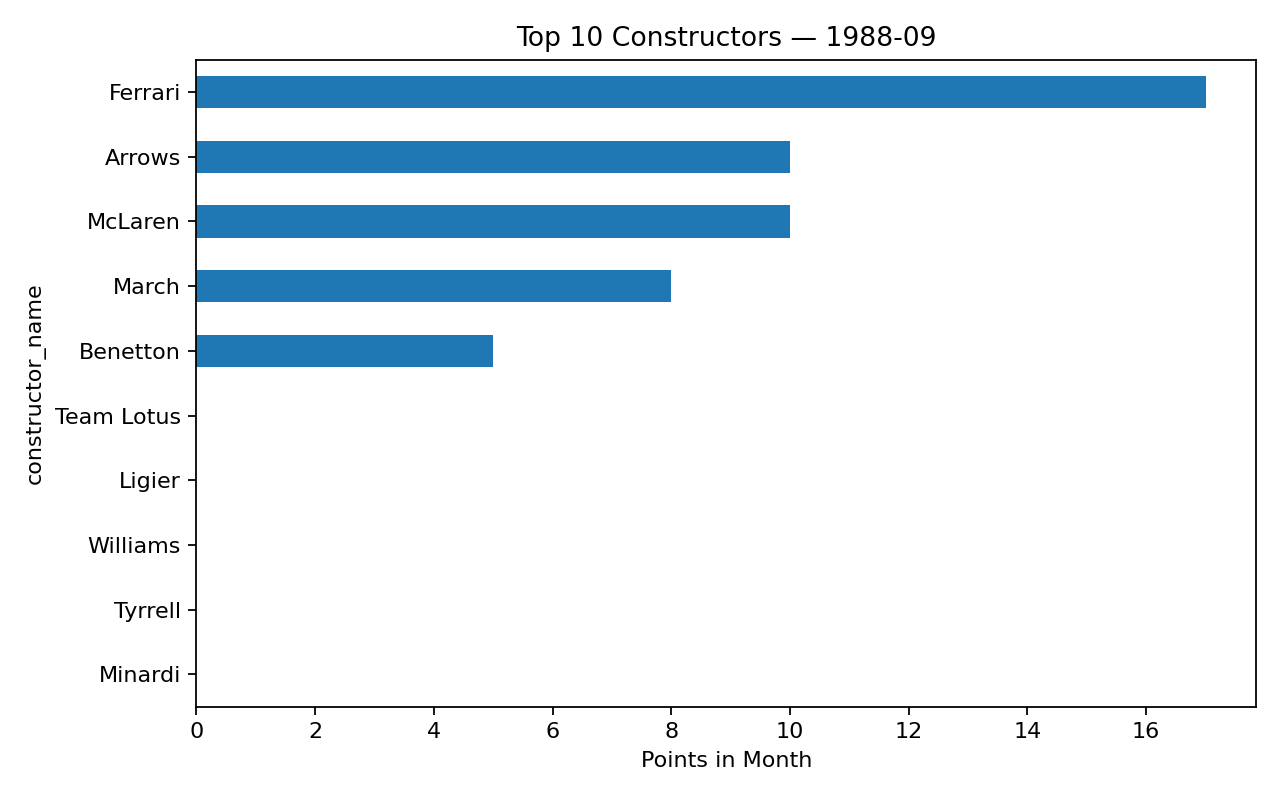 Top 10 Constructors — 1988-09
constructor_name
Ferrari
Arrows
McLaren
March
Benetton
Team Lotus
Ligier
Williams
Tyrrell
Minardi
0 2 4 6 8 10 12 14 16
Points in Month